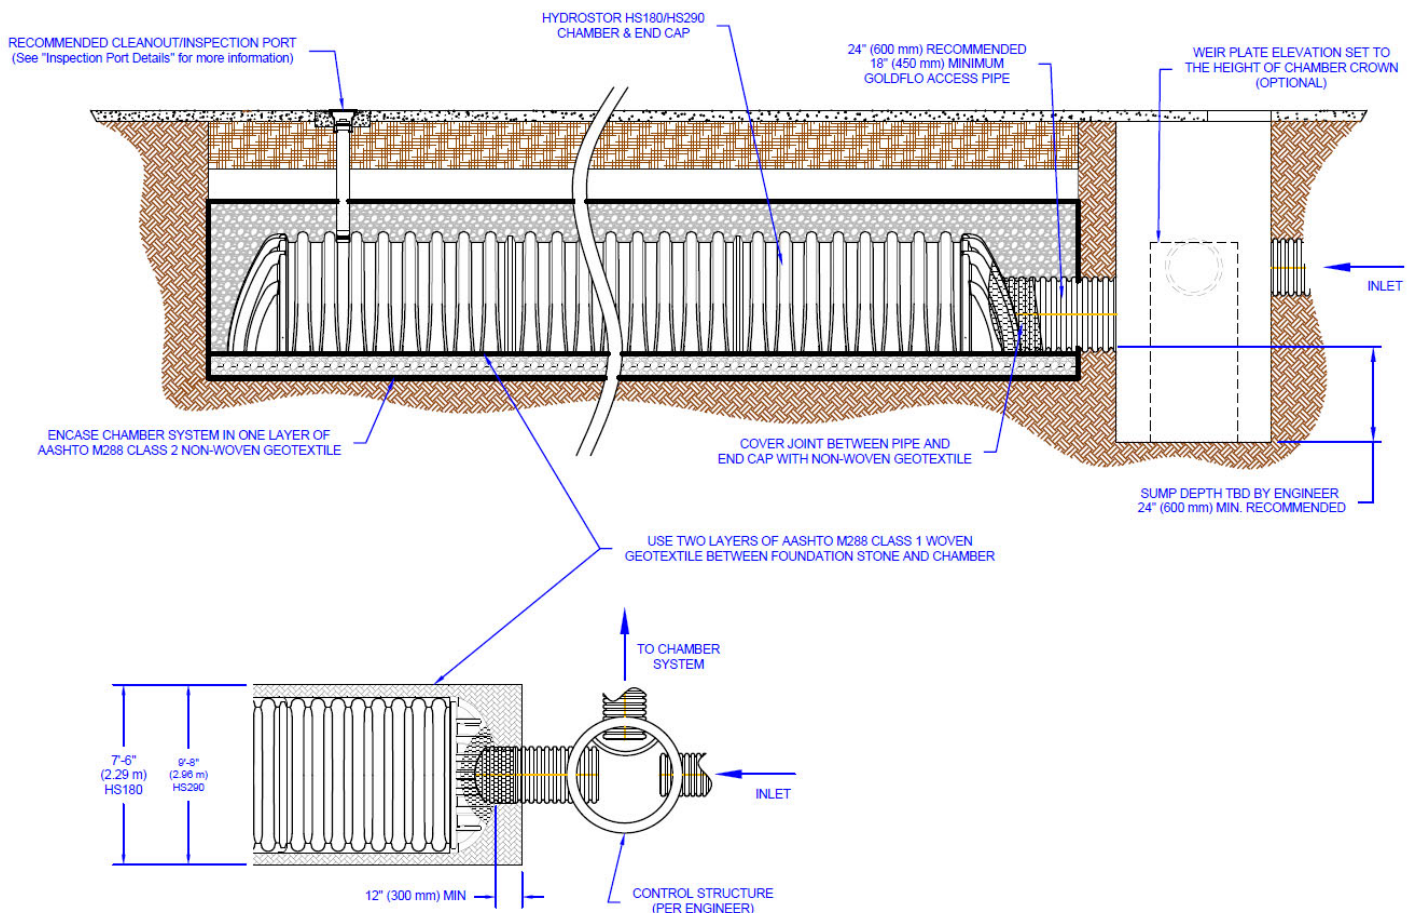 HYDROSTOR HS180/HS290
CHAMBER & END CAP
RECOMMENDED CLEANOUT/INSPECTION PORT
(See "Inspection Port Details" for more information)
24" (600 mm) RECOMMENDED
18" (450 mm) MINIMUM
GOLDFLO ACCESS PIPE
WEIR PLATE ELEVATION SET TO
THE HEIGHT OF CHAMBER CROWN
(OPTIONAL)
INLET
ENCASE CHAMBER SYSTEM IN ONE LAYER OF
AASHTO M288 CLASS 2 NON-WOVEN GEOTEXTILE
COVER JOINT BETWEEN PIPE AND
END CAP WITH NON-WOVEN GEOTEXTILE
SUMP DEPTH TBD BY ENGINEER
24" (600 mm) MIN. RECOMMENDED
USE TWO LAYERS OF AASHTO M288 CLASS 1 WOVEN
GEOTEXTILE BETWEEN FOUNDATION STONE AND CHAMBER
TO CHAMBER
SYSTEM
7'-6"
(2.29 m)
HS180
9'-8"
(2.96 m)
HS290
INLET
12" (300 mm) MIN
CONTROL STRUCTURE
(PER ENGINEER)